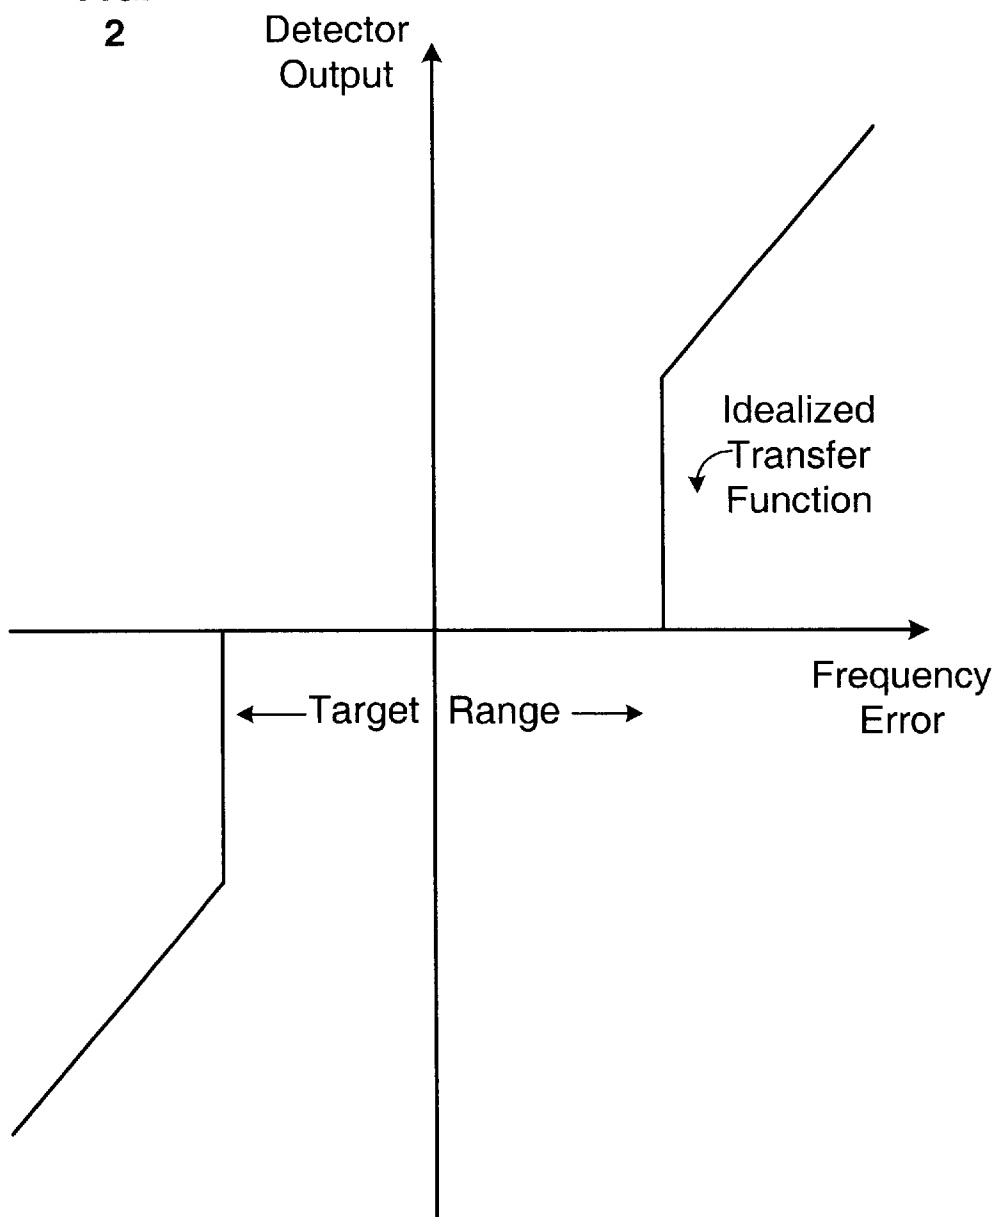 2
Detector
Output
Idealized
Transfer
Function
Frequency
Error
Target Range